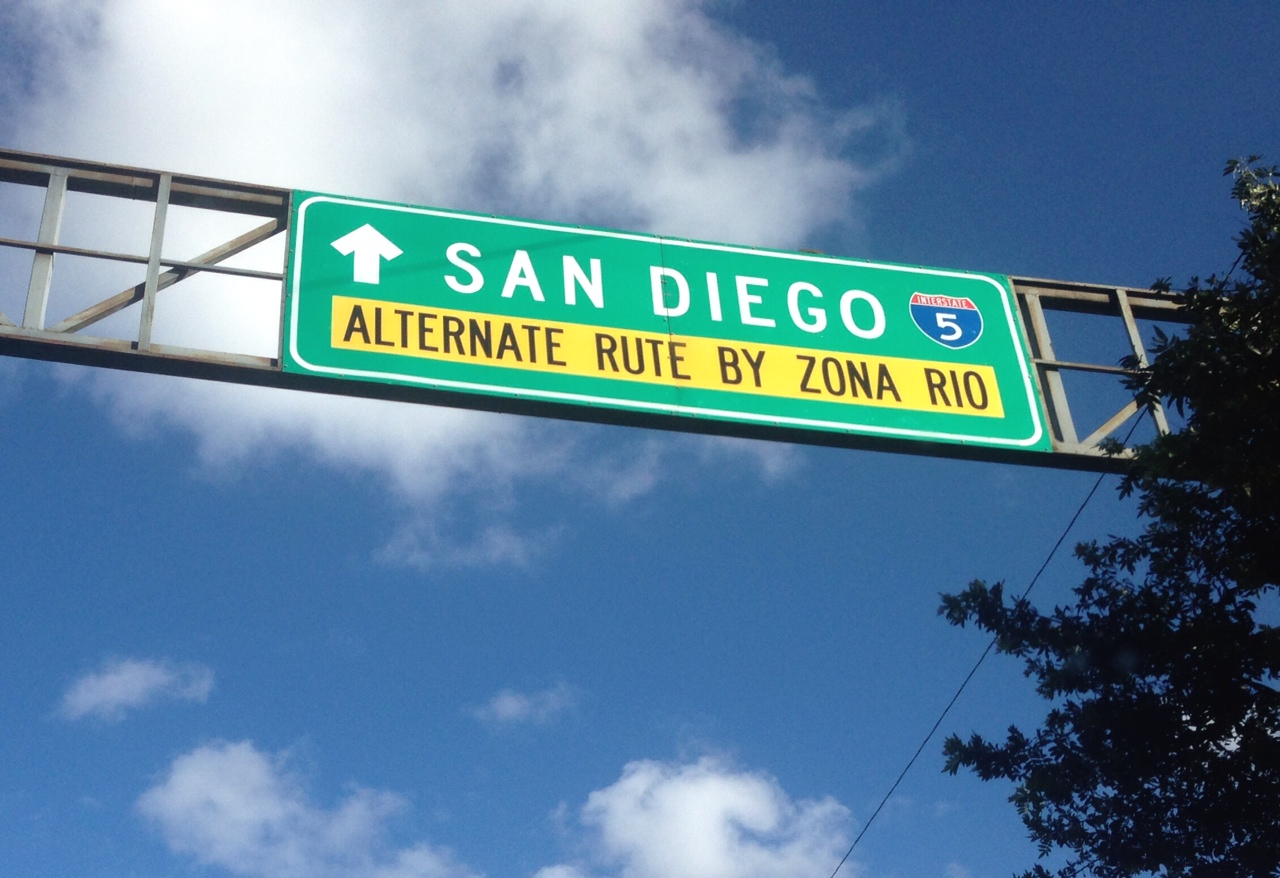 SAN DIEGO
INTERSTATE
5
ALTERNATE RUTE BY ZONA RIO